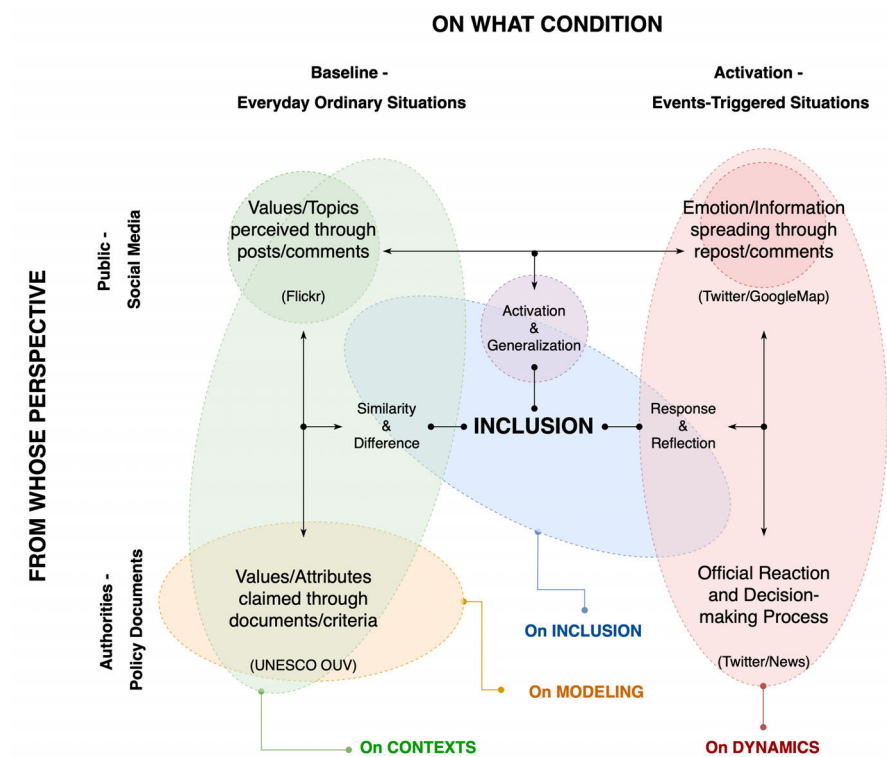 ON WHAT CONDITION
Baseline -
Everyday Ordinary Situations
Activation -
Events-Triggered Situations
FROM WHOSE PERSPECTIVE
Public -
Social Media
Values/Topics
perceived through
posts/comments
(Flickr)
Emotion/Information
spreading through
repost/comments
(Twitter/GoogleMap)
Activation
&
Generalization
Similarity
&
Difference
INCLUSION
Response
&
Reflection
Authorities -
Policy Documents
Values/Attributes
claimed through
documents/criteria
(UNESCO OUV)
Official Reaction
and Decision-
making Process
(Twitter/News)
On INCLUSION
On MODELING
On CONTEXTS
On DYNAMICS